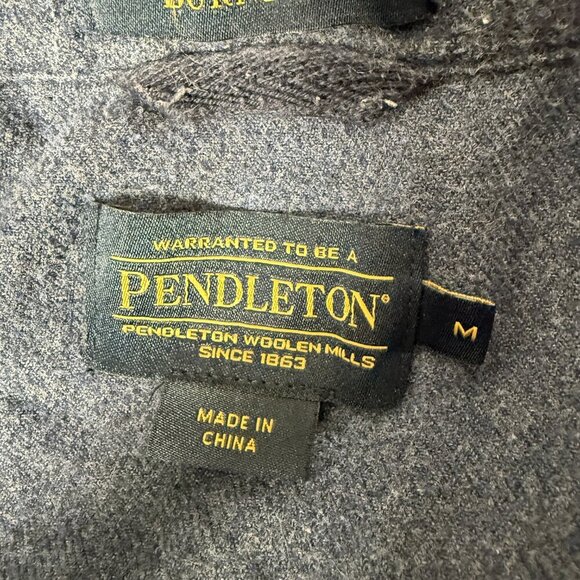 WARRANTED TO BE A
PENDLETON®
PENDLETON WOOLEN MILLS
SINCE 1863
M
MADE IN
CHINA